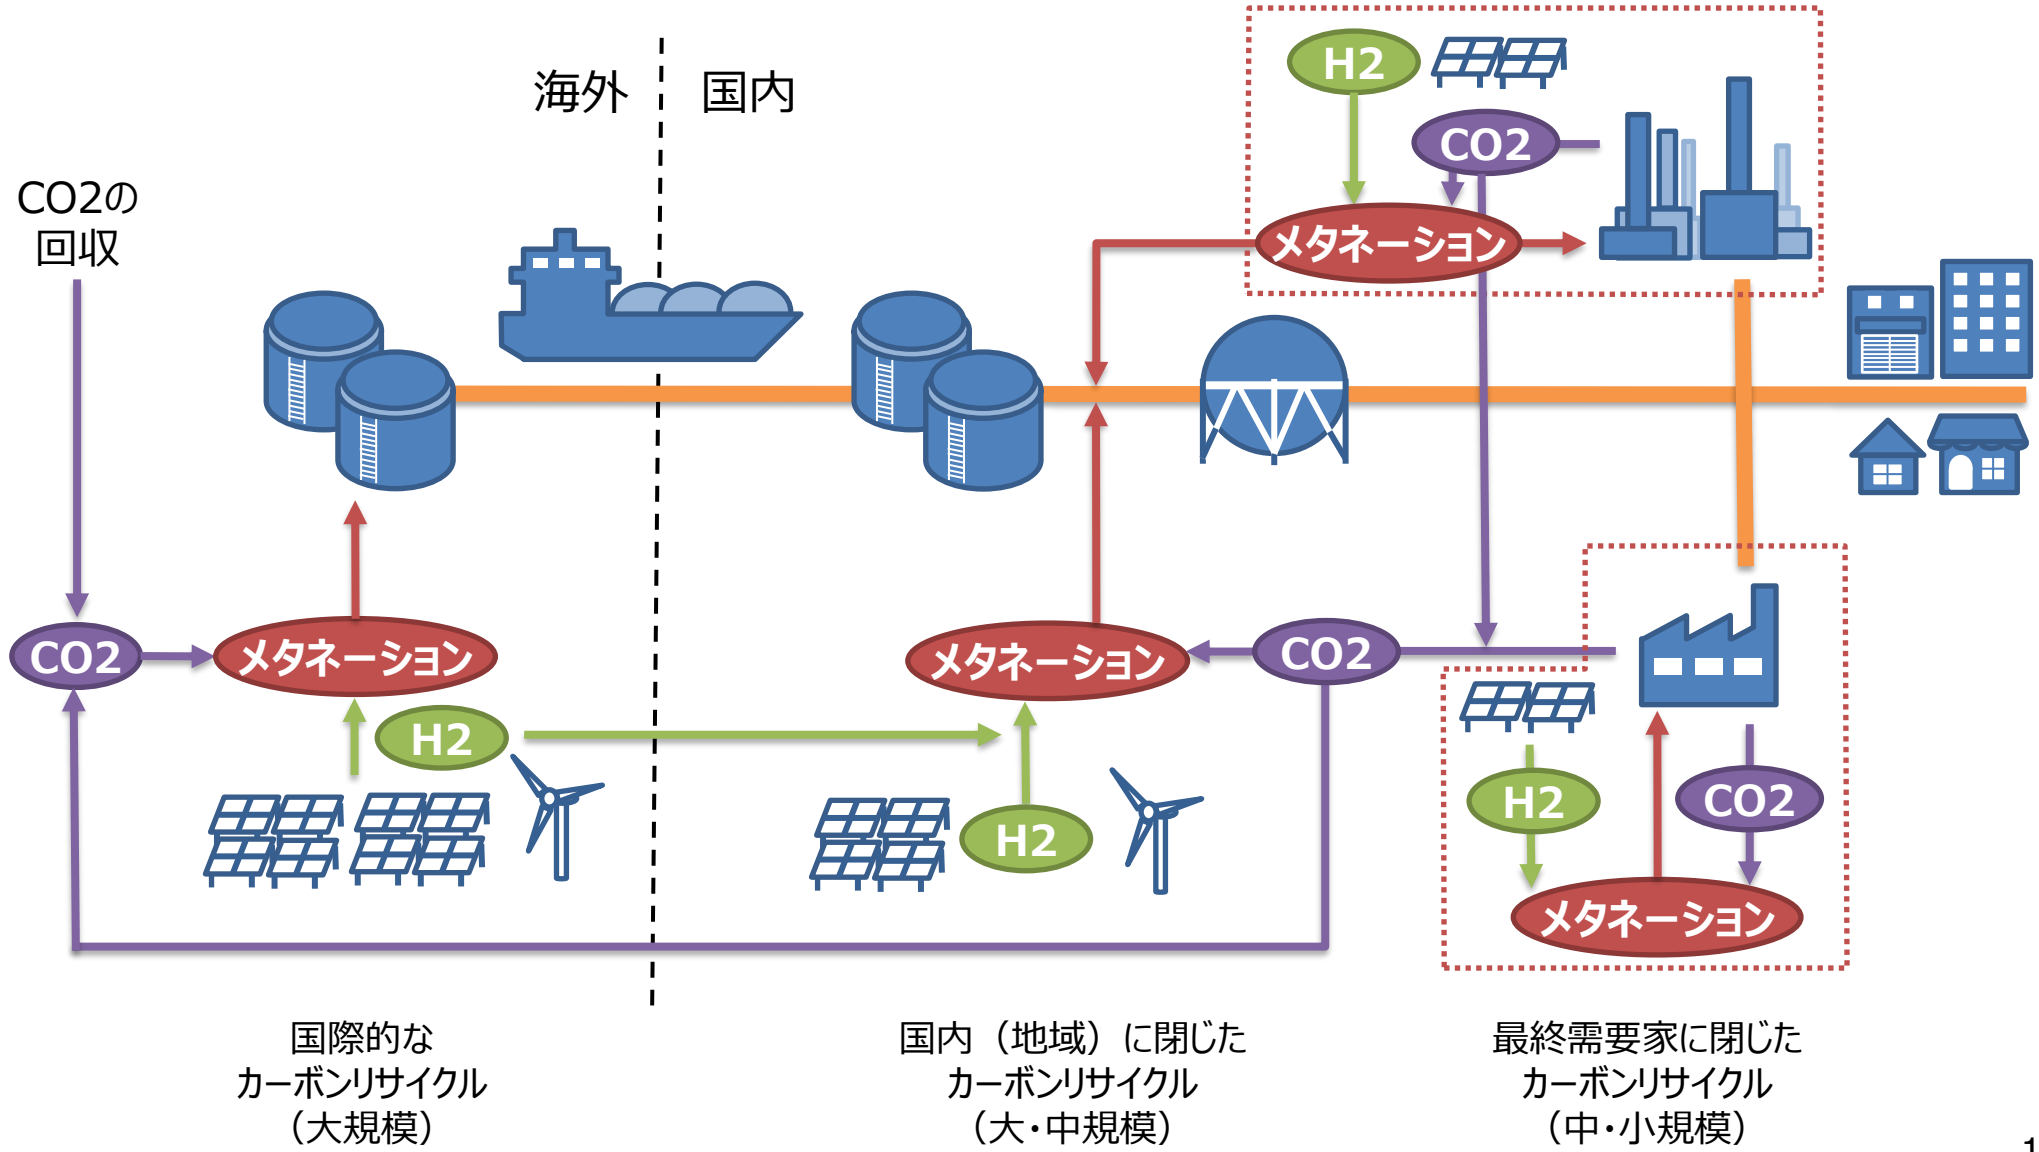 海外
国内
H2
CO2
メタネーション
CO2の
回収
CO2
メタネーション
H2
メタネーション
CO2
H2
H2
CO2
メタネーション
国際的な
カーボンリサイクル
（大規模）
国内（地域）に閉じた
カーボンリサイクル
（大・中規模）
最終需要家に閉じた
カーボンリサイクル
（中・小規模）
1